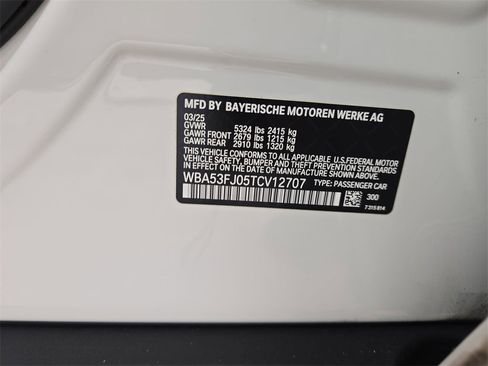 MFD BY BAYERISCHE MOTOREN WERKE AG
03/25
GVWR 5324 lbs 2415 kg
GAWR FRONT 2679 lbs 1215 kg
GAWR REAR 2910 lbs 1320 kg
THIS VEHICLE CONFORMS TO ALL APPLICABLE U.S. FEDERAL
MOTOR VEHICLE SAFETY, BUMPER, AND THEFT
PREVENTION STANDARDS IN EFFECT ON THE DATE OF
MANUFACTURE SHOWN ABOVE.
WBA53FJ05TCV12707 TYPE: PASSENGER CAR
300
7315814